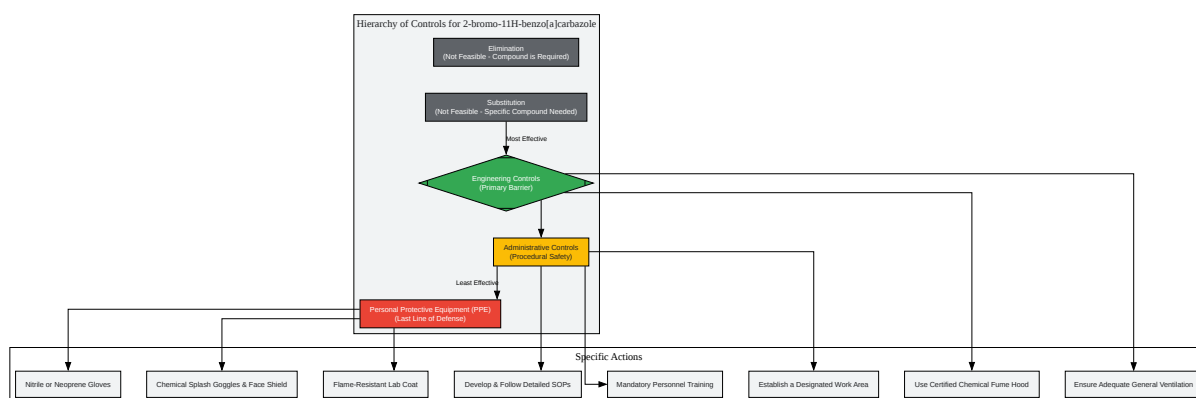 Hierarchy of Controls for 2-bromo-11H-benzo[a]carbazole
Elimination
(Not Feasible - Compound is Required)
Substitution
(Not Feasible - Specific Compound Needed)
Most Effective
Engineering Controls
(Primary Barrier)
Administrative Controls
(Procedural Safety)
Least Effective
Personal Protective Equipment (PPE)
(Last Line of Defense)
Specific Actions
Nitrile or Neoprene Gloves
Chemical Splash Goggles & Face Shield
Flame-Resistant Lab Coat
Develop & Follow Detailed SOPs
Mandatory Personnel Training
Establish a Designated Work Area
Use Certified Chemical Fume Hood
Ensure Adequate General Ventilation